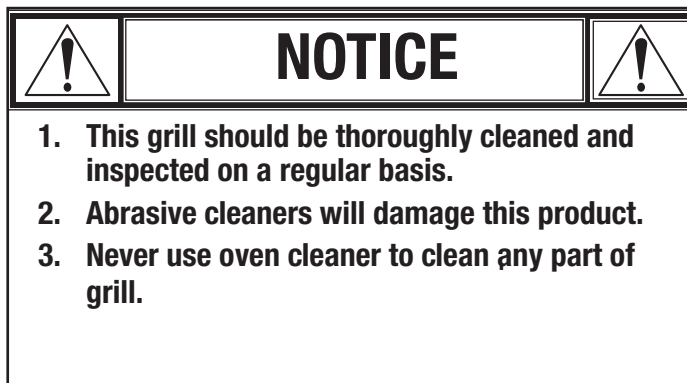 NOTICE
1. This grill should be thoroughly cleaned and
inspected on a regular basis.
2. Abrasive cleaners will damage this product.
3. Never use oven cleaner to clean any part of
grill.